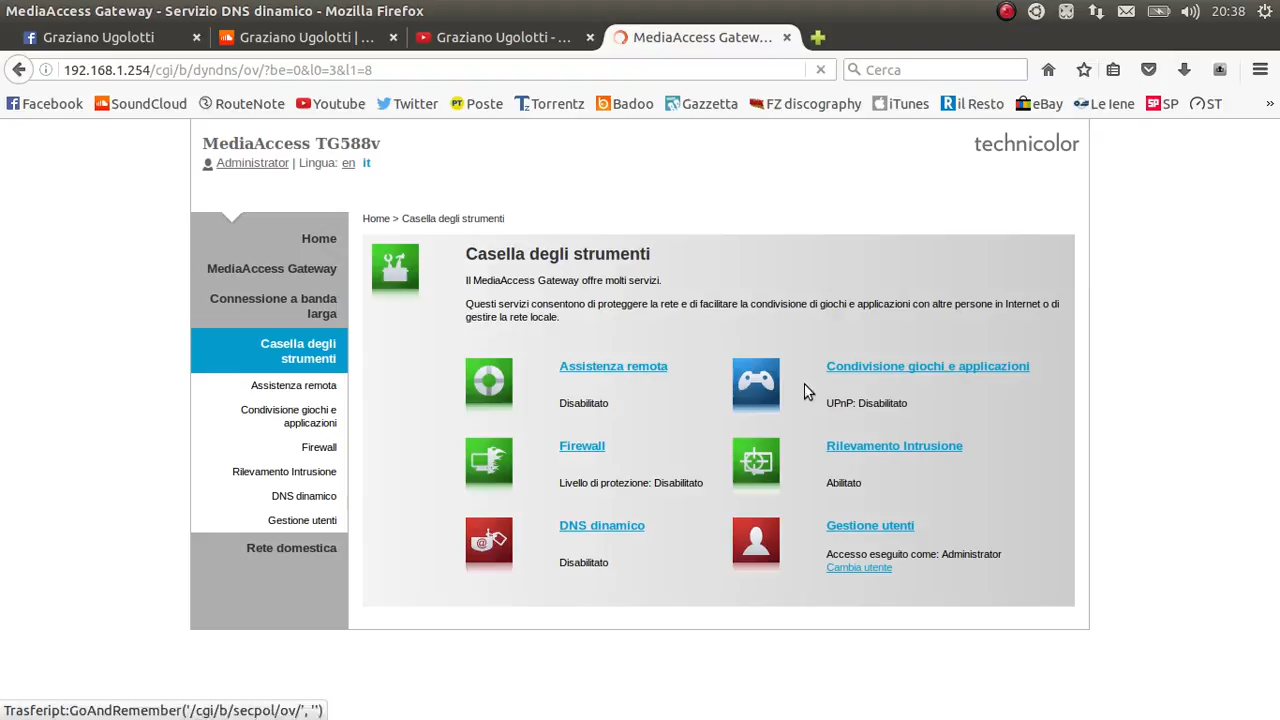 MediaAccess Gateway - Servizio DNS dinamico - Mozilla Firefox
20:38
Graziano Ugolotti
Graziano Ugolotti | ...
Graziano Ugolotti - ...
MediaAccess Gatew...
192.168.1.254/cgi/b/dyndns/ov/?be=0&l0=3&l1=8
Cerca
Facebook
SoundCloud
RouteNote
Youtube
Twitter
PT Poste
Torrentz
Badoo
Gazzetta
FZ discography
iTunes
R il Resto
eBay
Le Iene
SP SP
ST
»
MediaAccess TG588v
technicolor
Administrator | Lingua: en it
Home
MediaAccess Gateway
Connessione a banda
larga
Casella degli
strumenti
Assistenza remota
Condivisione giochi e
applicazioni
Firewall
Rilevamento Intrusione
DNS dinamico
Gestione utenti
Rete domestica
Home > Casella degli strumenti
Casella degli strumenti
Il MediaAccess Gateway offre molti servizi.
Questi servizi consentono di proteggere la rete e di facilitare la condivisione di giochi e applicazioni con altre persone in Internet o di
gestire la rete locale.
Assistenza remota
Disabilitato
Condivisione giochi e applicazioni
UPnP: Disabilitato
Firewall
Livello di protezione: Disabilitato
Rilevamento Intrusione
Abilitato
DNS dinamico
Disabilitato
Gestione utenti
Accesso eseguito come: Administrator
Cambia utente
Trasfeript:GoAndRemember('/cgi/b/secpol/ov/', '')